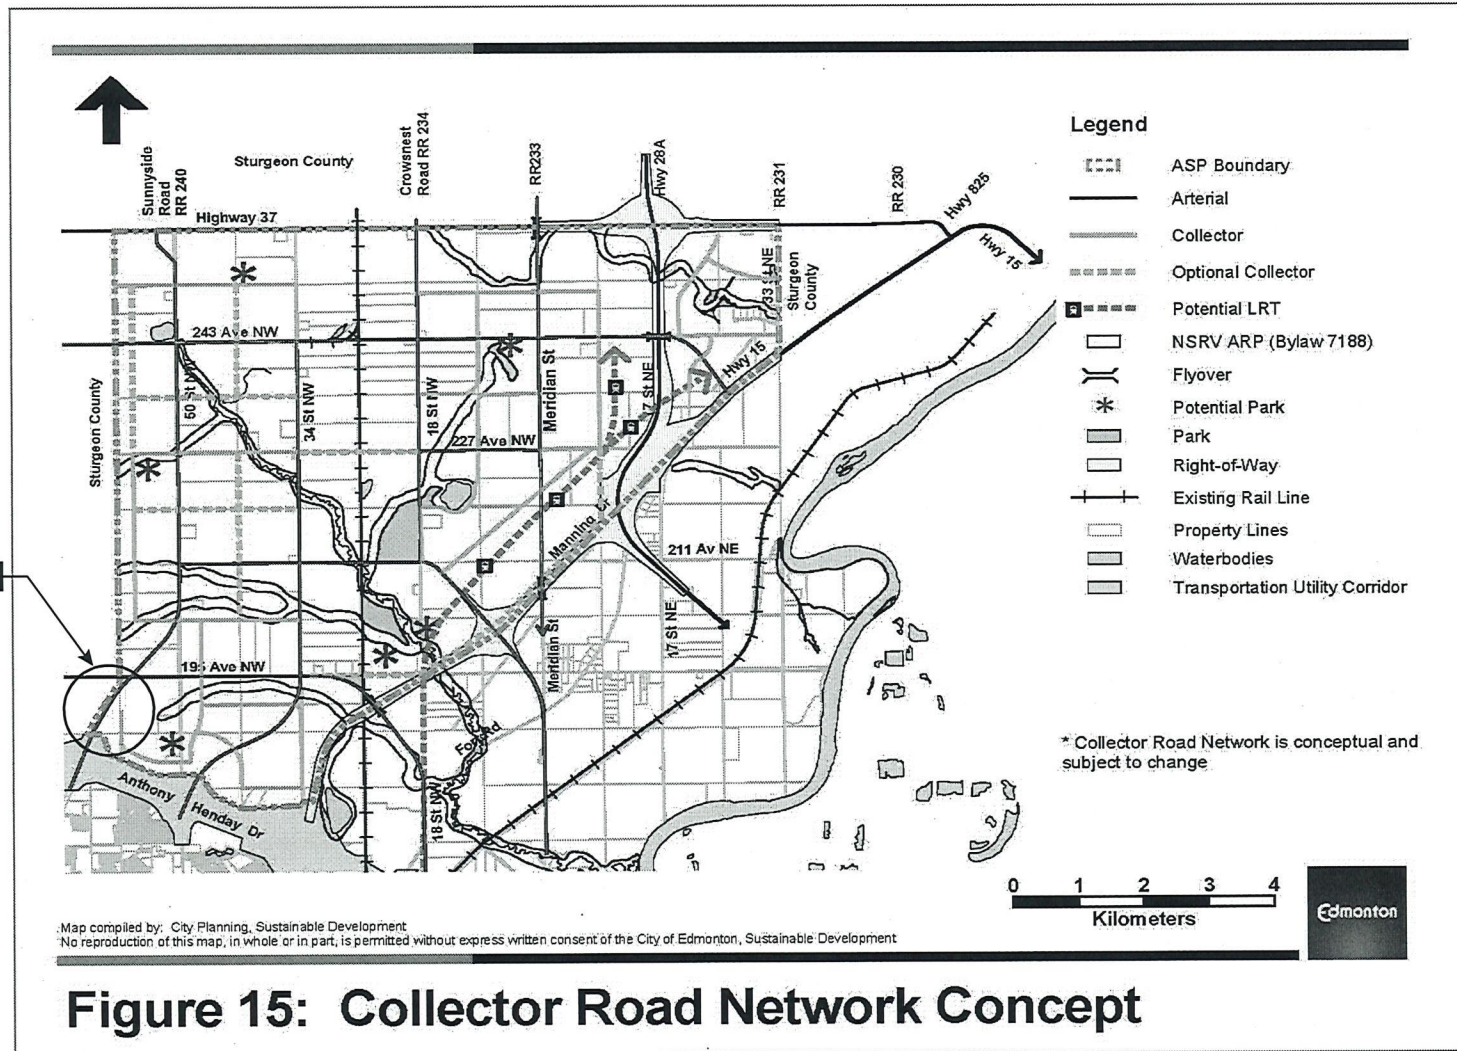 Sturgeon County
Sunnyside
Road
RR 240
Crowsnest
Road RR 234
RR233
Hwy 28A
RR 231
RR 230
Hwy 825
Hwy 15
Highway 37
33 St NE
Sturgeon
County
243 Ave NW
50 St NW
34 St NW
18 St NW
Meridian St
17 St NE
Hwy 15
Sturgeon County
227 Ave NW
Manning Dr
211 Av NE
195 Ave NW
Meridian St
17 St NE
Fort Rd
Anthony
Henday Dr
18 St NW
Legend
ASP Boundary
Arterial
Collector
Optional Collector
Potential LRT
NSRV ARP (Bylaw 7188)
Flyover
Potential Park
Park
Right-of-Way
Existing Rail Line
Property Lines
Waterbodies
Transportation Utility Corridor
* Collector Road Network is conceptual and
subject to change
0 1 2 3 4
Kilometers
Edmonton
Map compiled by: City Planning, Sustainable Development
No reproduction of this map, in whole or in part, is permitted without express written consent of the City of Edmonton, Sustainable Development
Figure 15: Collector Road Network Concept